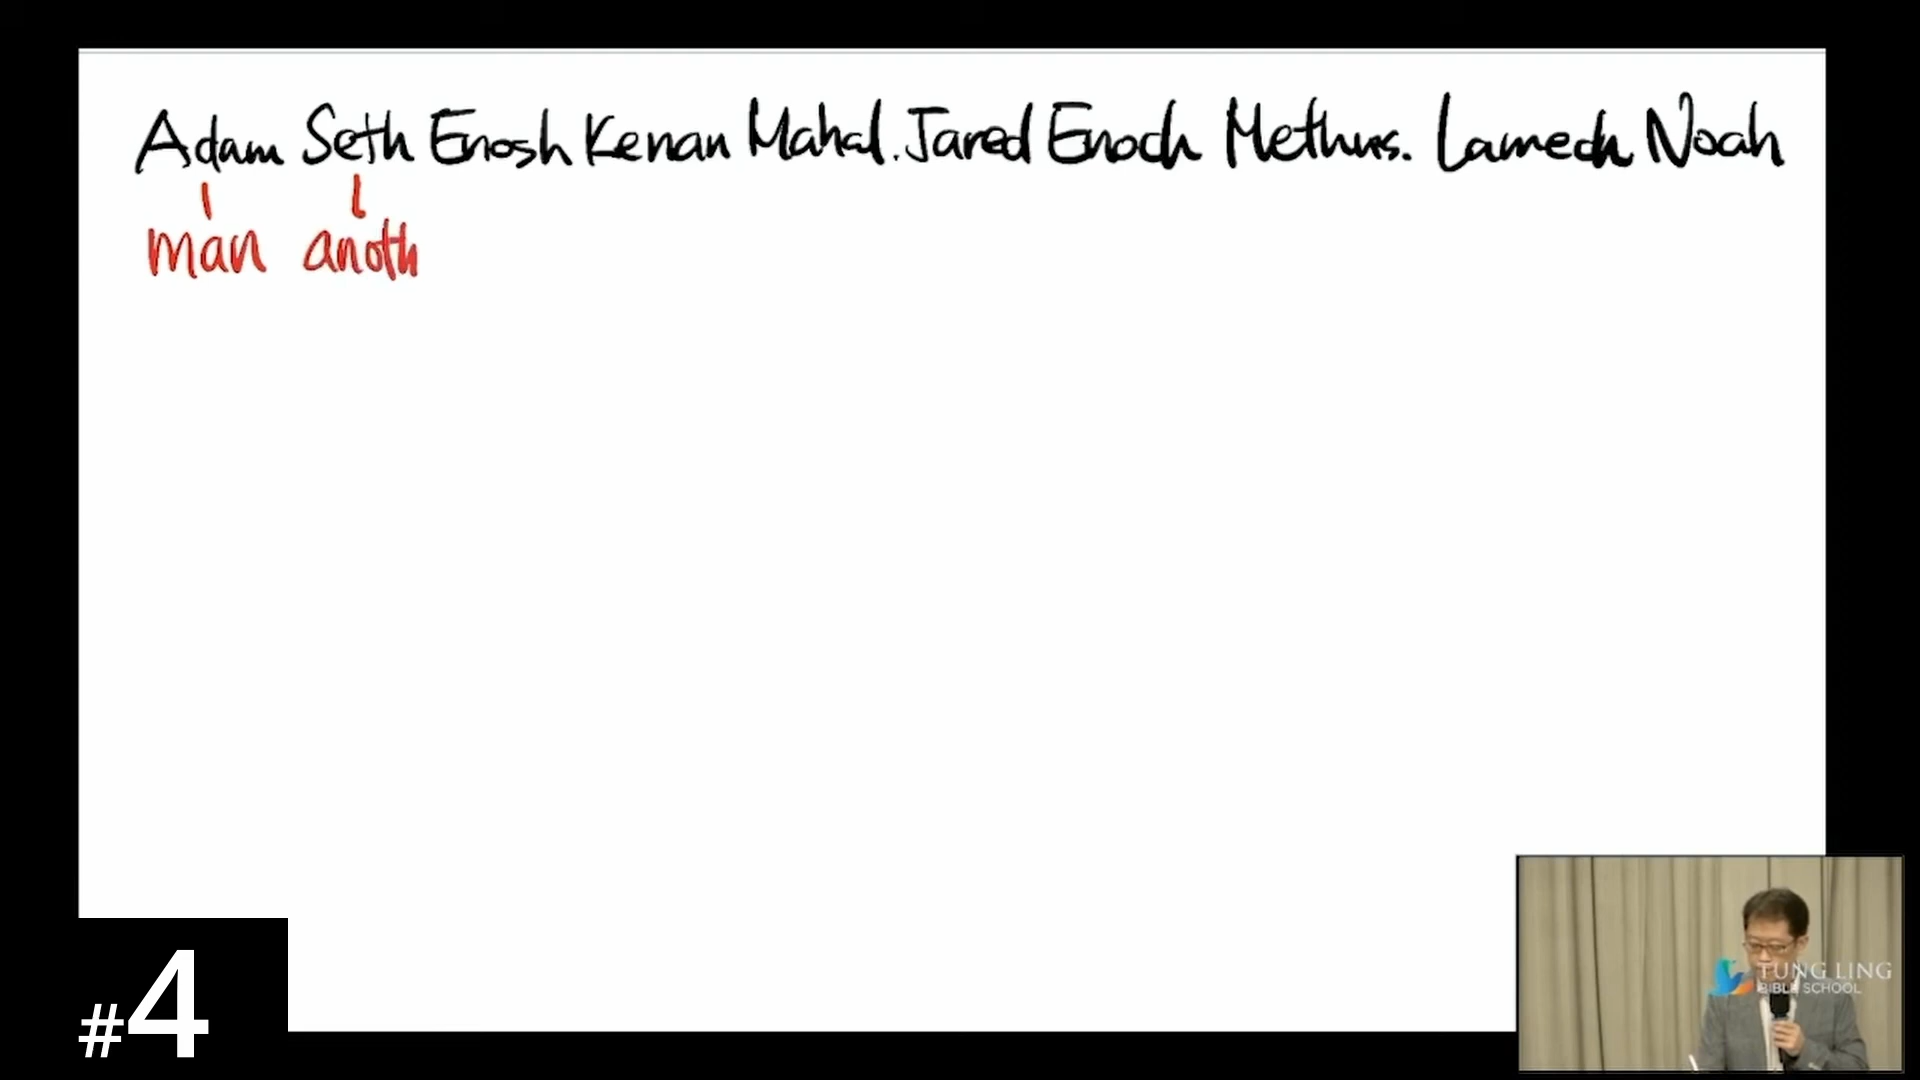 Adam Seth Enosh Kenan Mahal. Jared Enoch Methus. Lamech Noah
man anoth
#4
TUNG LING
BIBLE SCHOOL